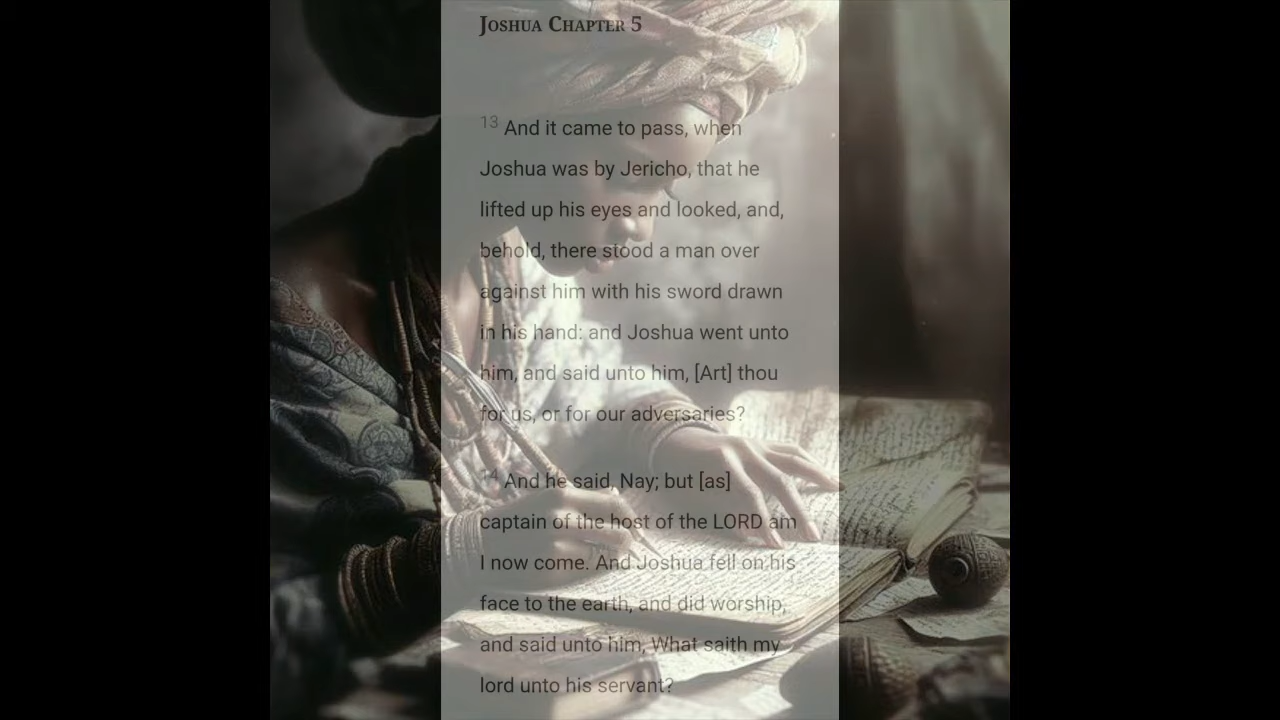 Joshua Chapter 5
13 And it came to pass, when
Joshua was by Jericho, that he
lifted up his eyes and looked, and,
behold, there stood a man over
against him with his sword drawn
in his hand: and Joshua went unto
him, and said unto him, [Art] thou
for us, or for our adversaries?
14 And he said, Nay; but [as]
captain of the host of the LORD am
I now come. And Joshua fell on his
face to the earth, and did worship,
and said unto him, What saith my
lord unto his servant?